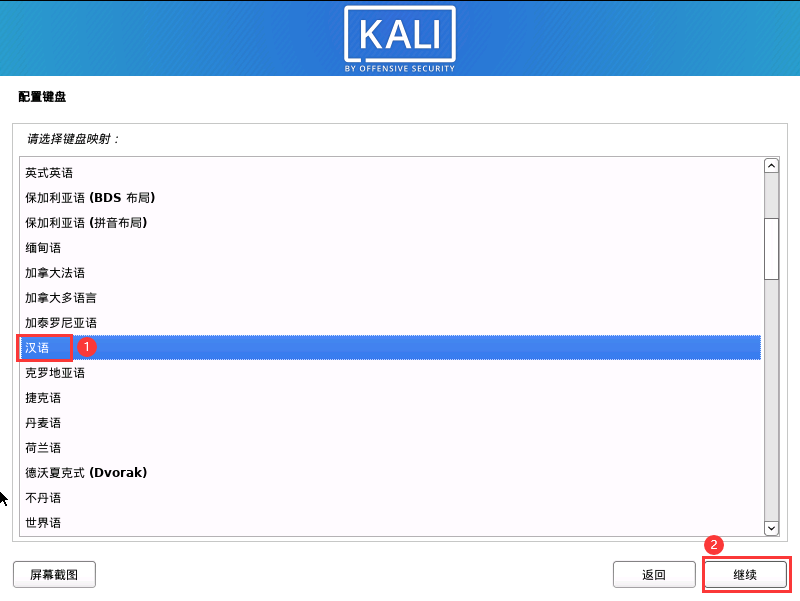 KALI
BY OFFENSIVE SECURITY
配置键盘
请选择键盘映射：
英式英语
保加利亚语 (BDS 布局)
保加利亚语 (拼音布局)
缅甸语
加拿大法语
加拿大多语言
加泰罗尼亚语
汉语 1
克罗地亚语
捷克语
丹麦语
荷兰语
德沃夏克式 (Dvorak)
不丹语
世界语
2
屏幕截图 返回 继续